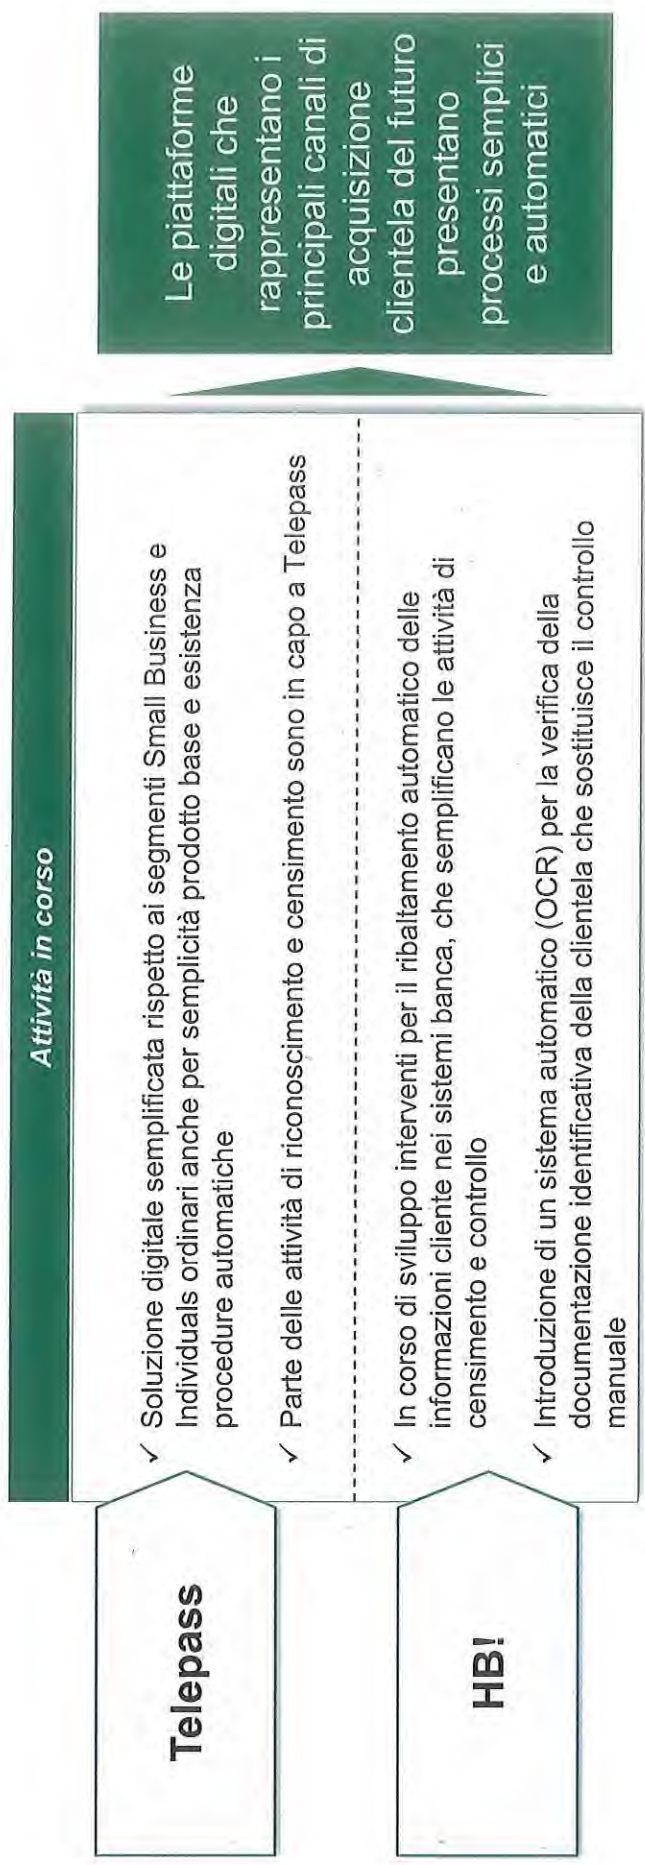 Attività in corso
Telepass
✓ Soluzione digitale semplificata rispetto ai segmenti Small Business e
Individuals ordinari anche per semplicità prodotto base e esistenza
procedure automatiche
✓ Parte delle attività di riconoscimento e censimento sono in capo a Telepass
HB!
✓ In corso di sviluppo interventi per il ribaltamento automatico delle
informazioni cliente nei sistemi banca, che semplificano le attività di
censimento e controllo
✓ Introduzione di un sistema automatico (OCR) per la verifica della
documentazione identificativa della clientela che sostituisce il controllo
manuale
Le piattaforme
digitali che
rappresentano i
principali canali di
acquisizione
clientela del futuro
presentano
processi semplici
e automatici